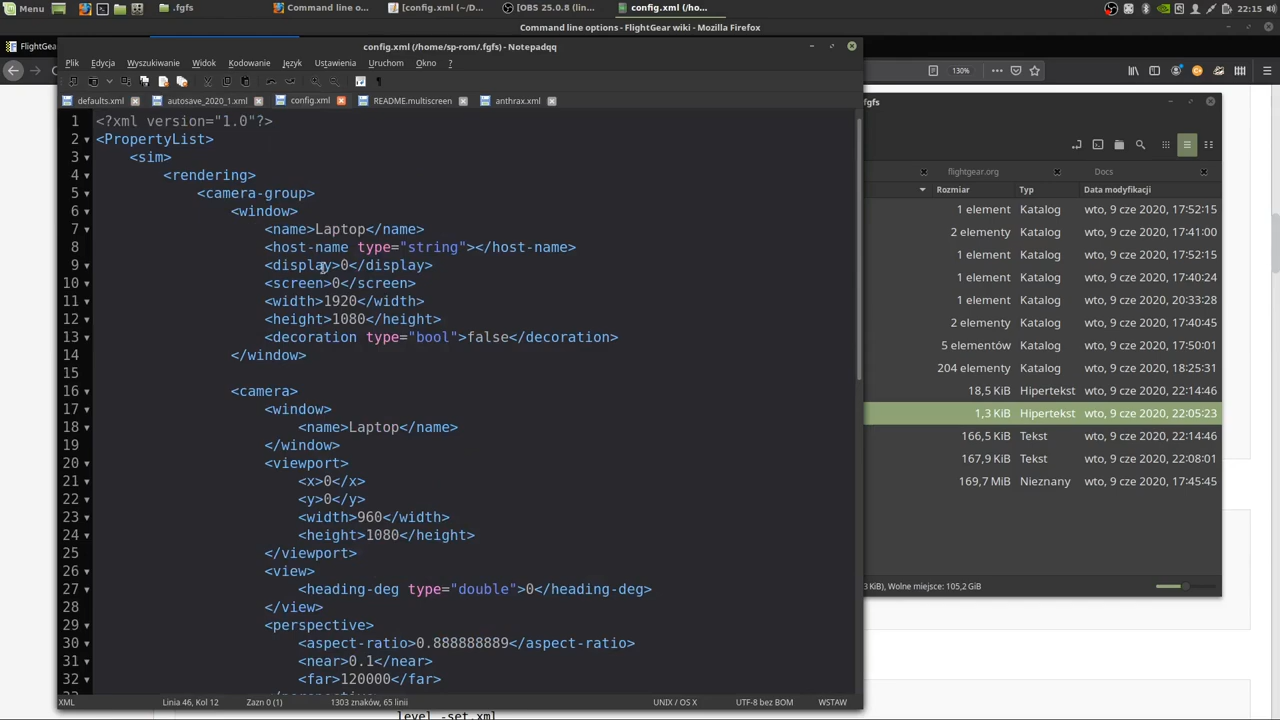 Menu
.fgfs
Command line o...
[config.xml (~/D...
[OBS 25.0.8 (lin...
config.xml (/ho...
22:15
Command line options - FlightGear wiki - Mozilla Firefox
FlightGear
130%
config.xml (/home/sp-rom/.fgfs) - Notepadqq
Plik Edycja Wyszukiwanie Widok Kodowanie Język Ustawienia Uruchom Okno ?
defaults.xml autosave_2020_1.xml config.xml README.multiscreen anthrax.xml
1 <?xml version="1.0"?>
2 <PropertyList>
3 <sim>
4 <rendering>
5 <camera-group>
6 <window>
7 <name>Laptop</name>
8 <host-name type="string"></host-name>
9 <display>0</display>
10 <screen>0</screen>
11 <width>1920</width>
12 <height>1080</height>
13 <decoration type="bool">false</decoration>
14 </window>
15
16 <camera>
17 <window>
18 <name>Laptop</name>
19 </window>
20 <viewport>
21 <x>0</x>
22 <y>0</y>
23 <width>960</width>
24 <height>1080</height>
25 </viewport>
26 <view>
27 <heading-deg type="double">0</heading-deg>
28 </view>
29 <perspective>
30 <aspect-ratio>0.888888889</aspect-ratio>
31 <near>0.1</near>
32 <far>120000</far>
XML Linia 46, Kol 12 Zazn 0 (1) 1303 znaków, 65 linii UNIX / OS X UTF-8 bez BOM WSTAW
fgfs
flightgear.org Docs
Rozmiar Typ Data modyfikacji
1 element Katalog wto, 9 cze 2020, 17:52:15
2 elementy Katalog wto, 9 cze 2020, 17:41:00
1 element Katalog wto, 9 cze 2020, 17:52:15
1 element Katalog wto, 9 cze 2020, 17:40:24
1 element Katalog wto, 9 cze 2020, 20:33:28
2 elementy Katalog wto, 9 cze 2020, 17:40:45
5 elementów Katalog wto, 9 cze 2020, 17:50:01
204 elementy Katalog wto, 9 cze 2020, 18:25:31
18,5 KiB Hipertekst wto, 9 cze 2020, 22:14:46
1,3 KiB Hipertekst wto, 9 cze 2020, 22:05:23
166,5 KiB Tekst wto, 9 cze 2020, 22:14:46
167,9 KiB Tekst wto, 9 cze 2020, 22:08:01
169,7 MiB Nieznany wto, 9 cze 2020, 17:45:45
3 KiB), Wolne miejsce: 105,2 GiB
level -set.xml